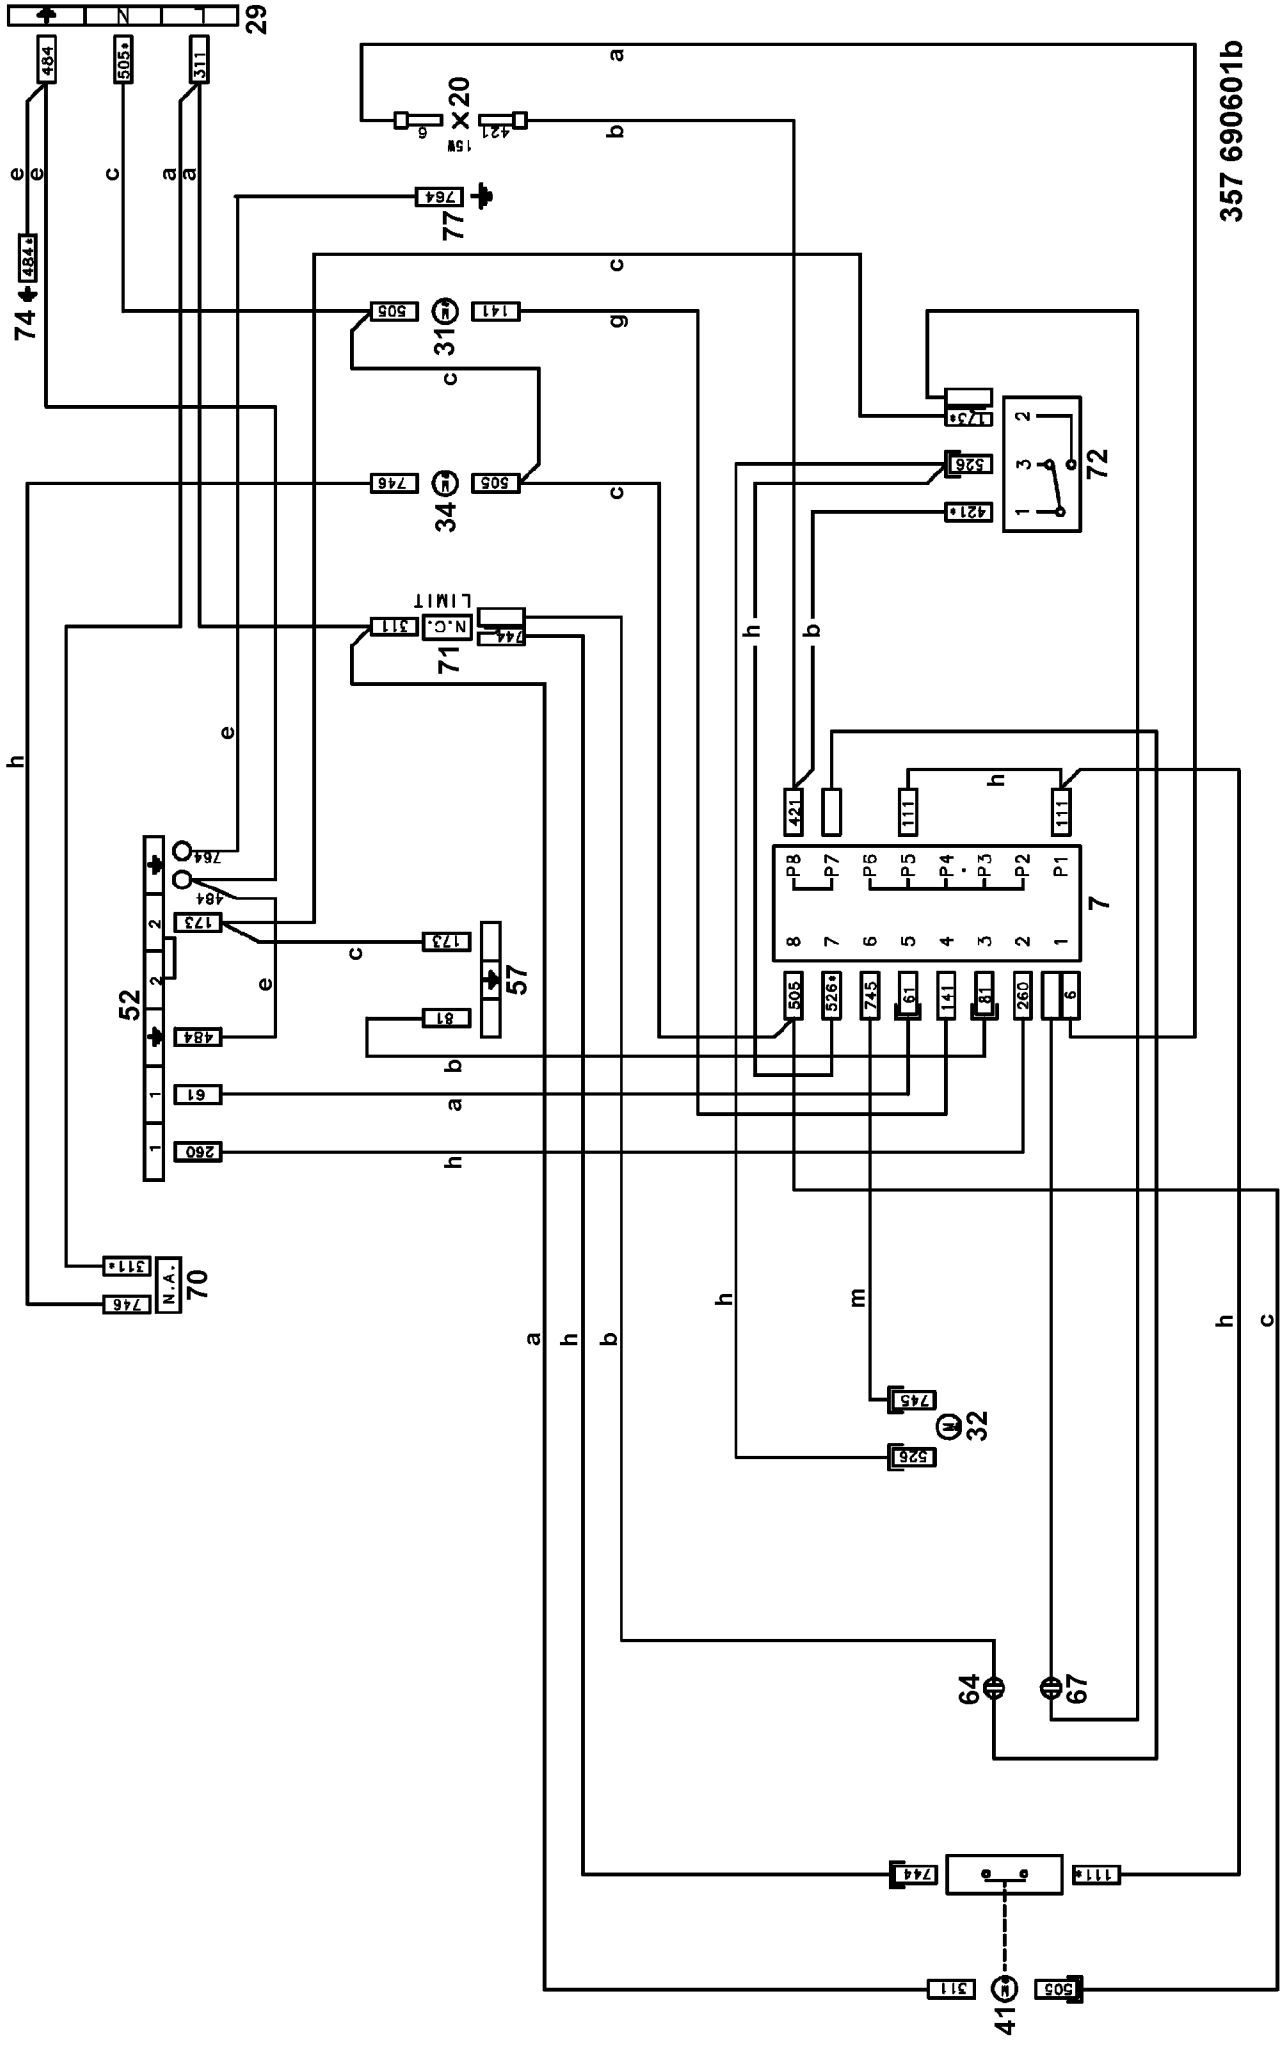 N
L
29
484
505*
311
a
6
20
421
15W
b
357 690601b
e
e
c
a
a
764
77
484*
74
c
505
31
141
g
c
173*
2
526
3
72
421*
1
746
34
505
c
LIMIT
311
N.C.
71
744
h
b
h
e
764
484
52
2
173
2
484
1
61
1
260
c
e
173
57
81
b
a
h
h
421
111
111
P8
P7
P6
P5
P4
P3
P2
P1
7
8
7
6
5
4
3
2
1
505
526*
745
61
141
81
260
6
311*
746
N.A.
70
a
h
b
h
m
h
c
745
32
526
64
67
744
111*
311
41
505
M
M
M
M